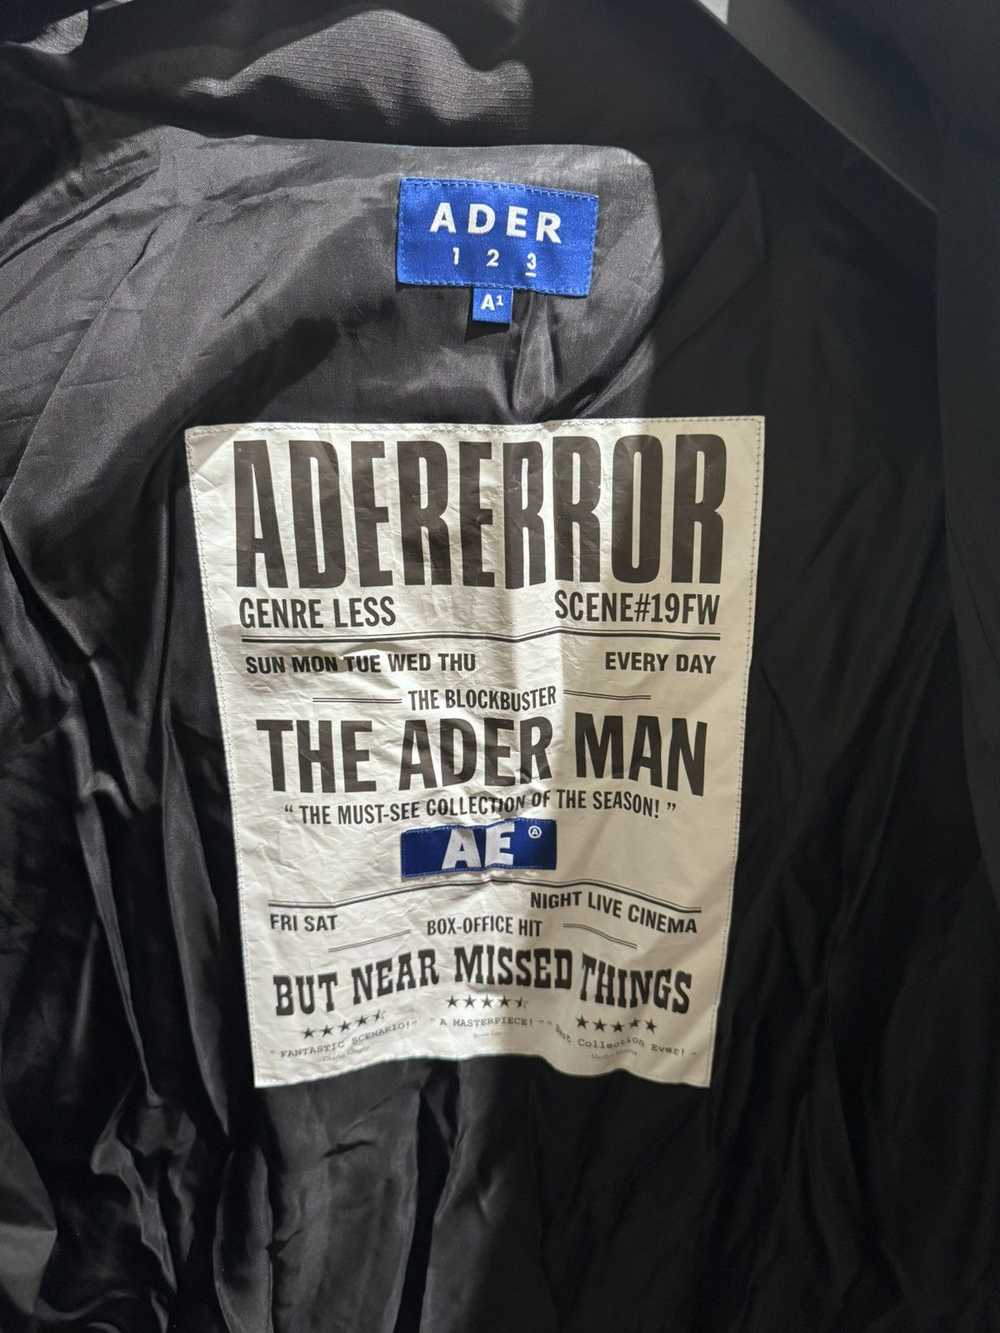 ADER
1 2 3
A¹
ADERERROR
GENRE LESS SCENE#19FW
SUN MON TUE WED THU EVERY DAY
THE BLOCKBUSTER
THE ADER MAN
“ THE MUST-SEE COLLECTION OF THE SEASON! ”
AE Ⓐ
NIGHT LIVE CINEMA
FRI SAT BOX-OFFICE HIT
BUT NEAR MISSED THINGS
★★★★⯨ ★★★★⯨ ★★★★★
" FANTASTIC SCENARIO!" " A MASTERPIECE! " " Collection Ever! "